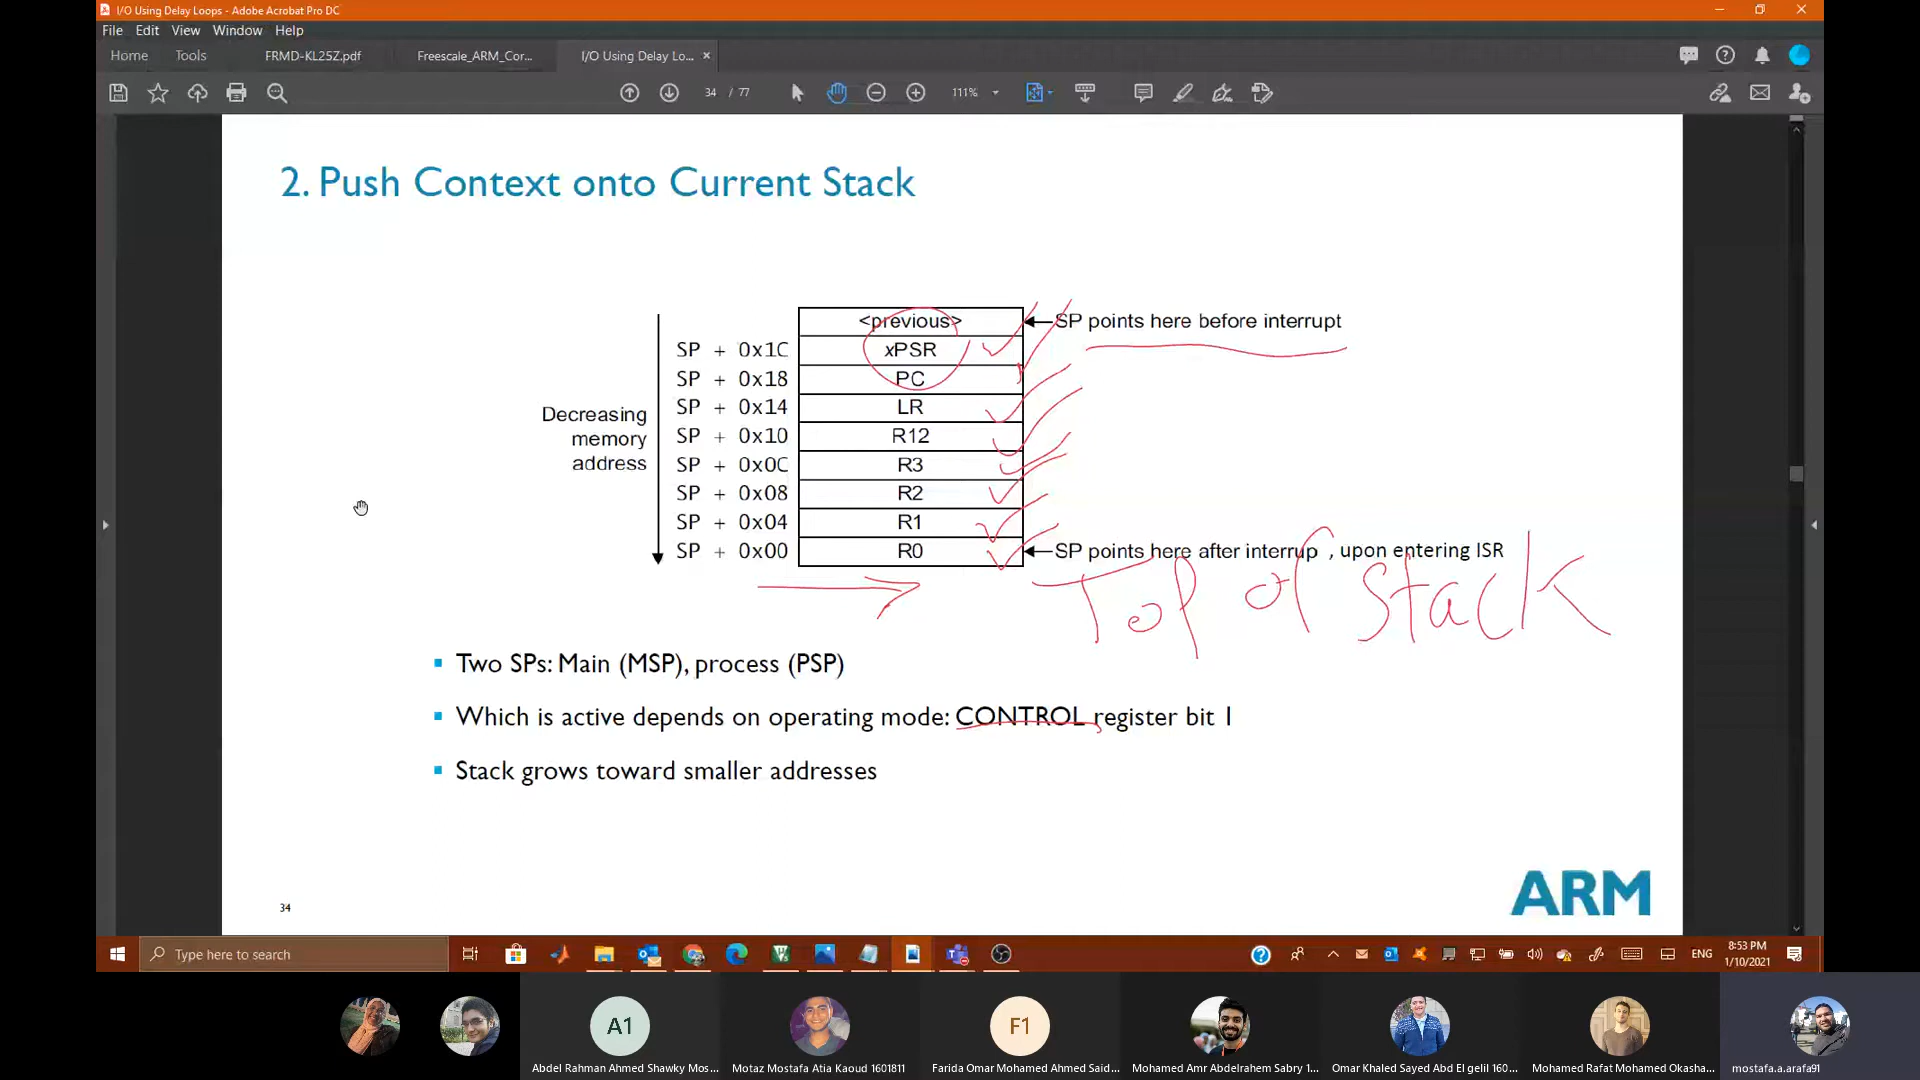 I/O Using Delay Loops - Adobe Acrobat Pro DC
File Edit View Window Help
Home Tools FRMD-KL25Z.pdf Freescale_ARM_Cor... I/O Using Delay Lo... ×
34 / 77 111%
2. Push Context onto Current Stack
<previous> SP points here before interrupt
SP + 0x1C xPSR
SP + 0x18 PC
SP + 0x14 LR
SP + 0x10 R12
SP + 0x0C R3
SP + 0x08 R2
SP + 0x04 R1
SP + 0x00 R0 SP points here after interrup , upon entering ISR
Decreasing
memory
address
Top of Stack
Two SPs: Main (MSP), process (PSP)
Which is active depends on operating mode: CONTROL register bit 1
Stack grows toward smaller addresses
34
ARM
Type here to search
ENG
8:53 PM
1/10/2021
A1
F1
Abdel Rahman Ahmed Shawky Mos... Motaz Mostafa Atia Kaoud 1601811 Farida Omar Mohamed Ahmed Said... Mohamed Amr Abdelrahem Sabry 1... Omar Khaled Sayed Abd El gelil 160... Mohamed Rafat Mohamed Okasha... mostafa.a.arafa91